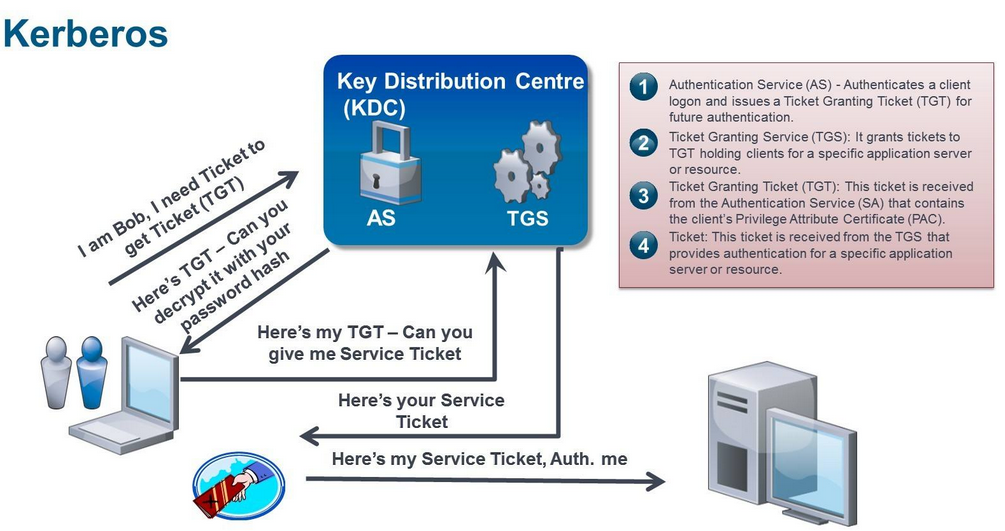 Kerberos
Key Distribution Centre
(KDC)
AS
TGS
I am Bob, I need Ticket to
get Ticket (TGT)
Here's TGT – Can you
decrypt it with your
password hash
Here's my TGT – Can you
give me Service Ticket
Here's your Service
Ticket
Here's my Service Ticket, Auth. me
1
Authentication Service (AS) - Authenticates a client
logon and issues a Ticket Granting Ticket (TGT) for
future authentication.
2
Ticket Granting Service (TGS): It grants tickets to
TGT holding clients for a specific application server
or resource.
3
Ticket Granting Ticket (TGT): This ticket is received
from the Authentication Service (SA) that contains
the client's Privilege Attribute Certificate (PAC).
4
Ticket: This ticket is received from the TGS that
provides authentication for a specific application
server or resource.